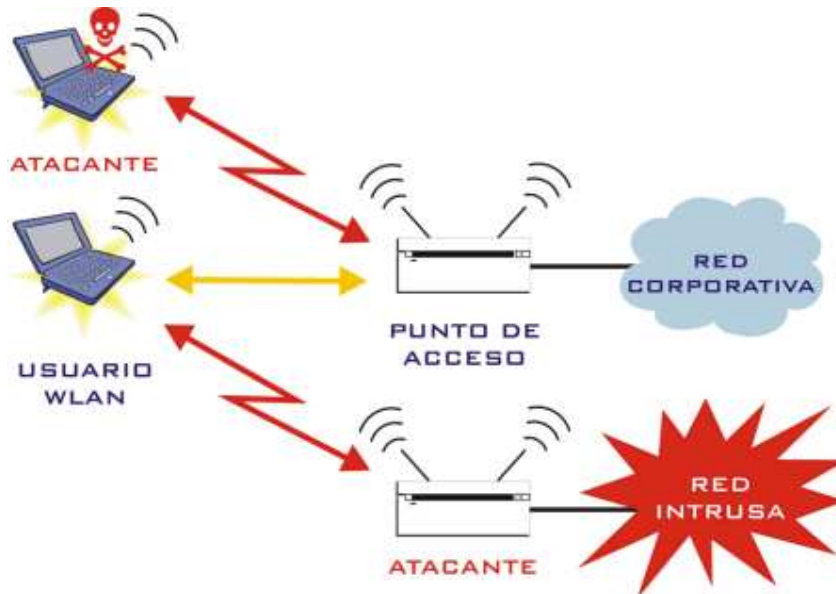 ATACANTE
USUARIO
WLAN
PUNTO DE
ACCESO
RED
CORPORATIVA
ATACANTE
RED
INTRUSA